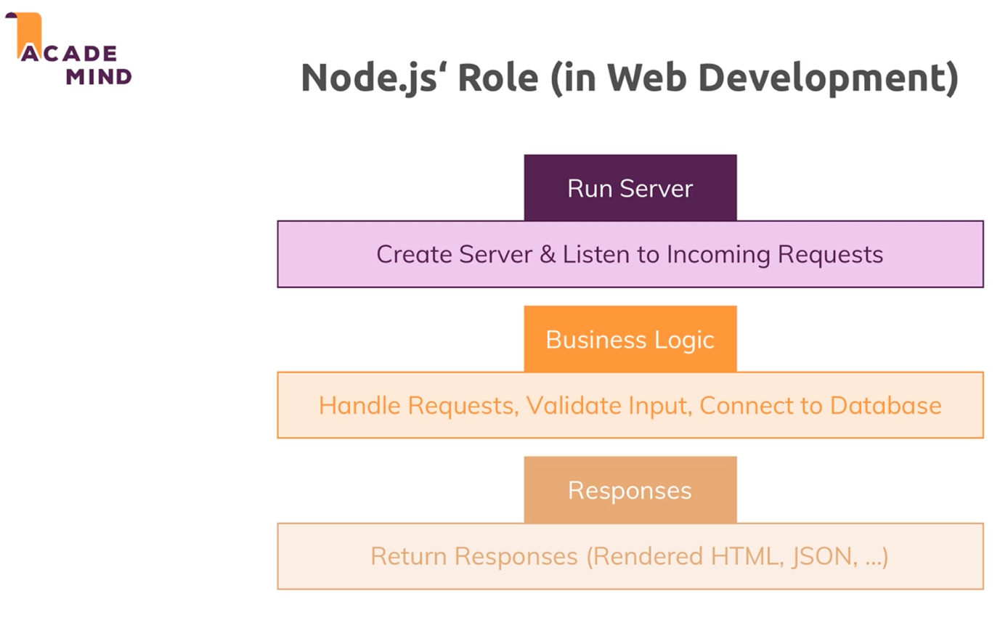 ACADE
MIND
Node.js‘ Role (in Web Development)
Run Server
Create Server & Listen to Incoming Requests
Business Logic
Handle Requests, Validate Input, Connect to Database
Responses
Return Responses (Rendered HTML, JSON, ...)